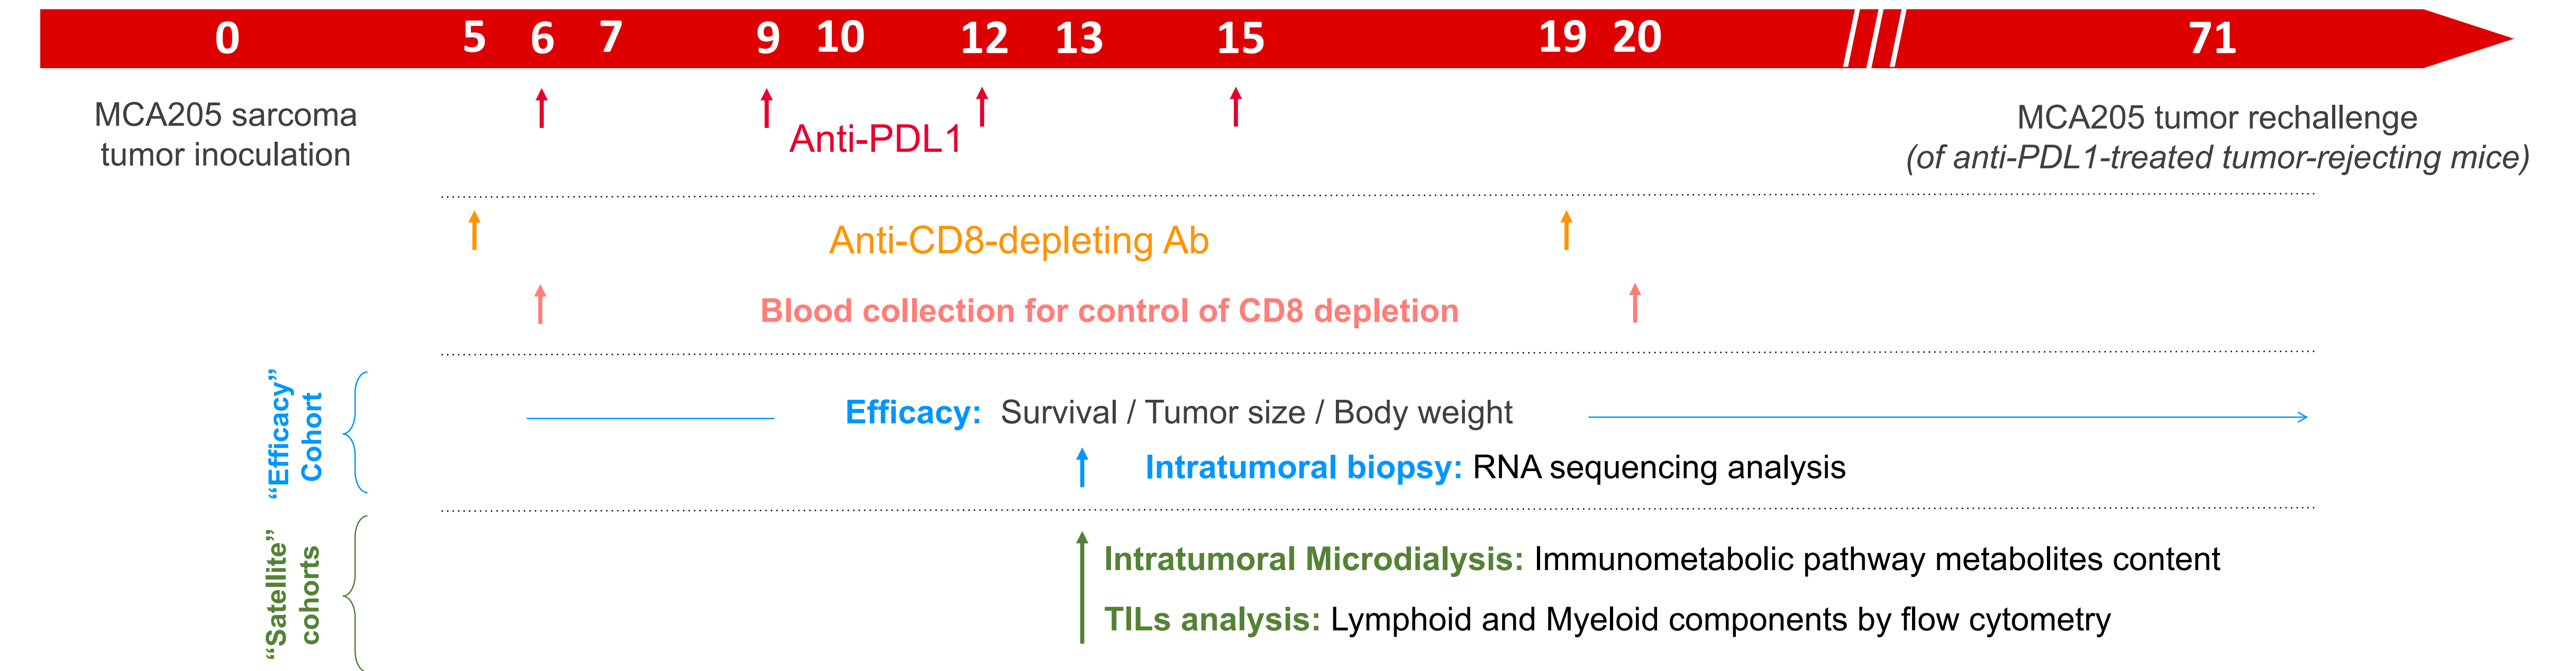 0 5 6 7 9 10 12 13 15 19 20 71
MCA205 sarcoma
tumor inoculation
Anti-PDL1
MCA205 tumor rechallenge
(of anti-PDL1-treated tumor-rejecting mice)
Anti-CD8-depleting Ab
Blood collection for control of CD8 depletion
“Efficacy”
Cohort
Efficacy: Survival / Tumor size / Body weight
Intratumoral biopsy: RNA sequencing analysis
“Satellite”
cohorts
Intratumoral Microdialysis: Immunometabolic pathway metabolites content
TILs analysis: Lymphoid and Myeloid components by flow cytometry